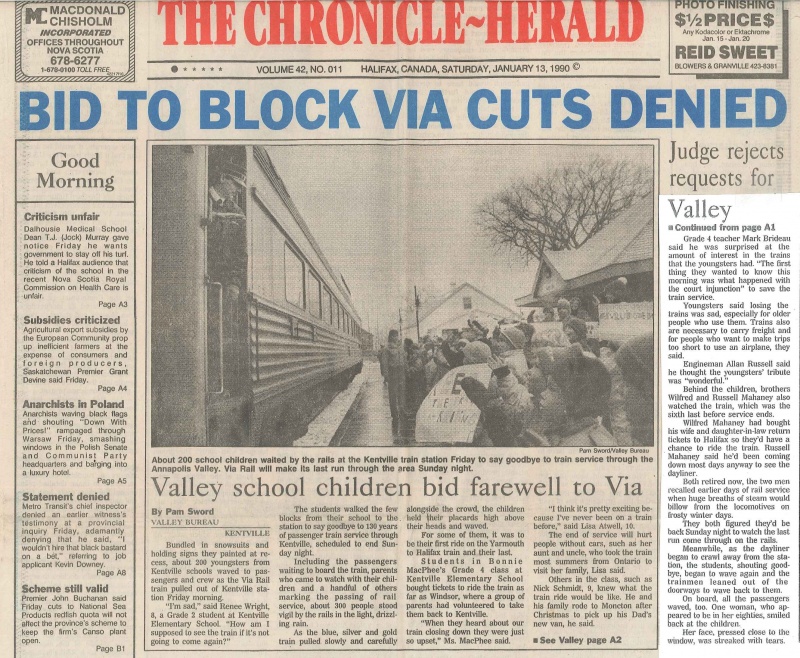 MC MACDONALD
CHISHOLM
INCORPORATED
OFFICES THROUGHOUT
NOVA SCOTIA
678-6277
1-678-0100 TOLL FREE
THE CHRONICLE~HERALD
VOLUME 42, NO. 011 HALIFAX, CANADA, SATURDAY, JANUARY 13, 1990 ©
PHOTO FINISHING
$½PRICE$
Any Kodacolor or Ektachrome
Jan. 15 - Jan. 20
REID SWEET
BLOWERS & GRANVILLE 423-8381
BID TO BLOCK VIA CUTS DENIED
Good
Morning
Criticism unfair
Dalhousie Medical School
Dean T.J. (Jock) Murray gave
notice Friday he wants
government to stay off his turf.
He told a Halifax audience that
criticism of the school in the
recent Nova Scotia Royal
Commission on Health Care is
unfair.
Page A3
Subsidies criticized
Agricultural export subsidies by
the European Community prop
up inefficient farmers at the
expense of consumers and
foreign producers,
Saskatchewan Premier Grant
Devine said Friday.
Page A4
Anarchists in Poland
Anarchists waving black flags
and shouting "Down With
Prices!" rampaged through
Warsaw Friday, smashing
windows in the Polish Senate
and Communist Party
headquarters and barging into
a luxury hotel.
Page A5
Statement denied
Metro Transit's chief inspector
denied an earlier witness's
testimony at a provincial
inquiry Friday, adamantly
denying that he said, "I
wouldn't hire that black bastard
on a bet," referring to job
applicant Kevin Downey.
Page A8
Scheme still valid
Premier John Buchanan said
Friday cuts to National Sea
Products redfish quota will not
affect the province's scheme to
keep the firm's Canso plant
open.
Page B1
Pam Sword/Valley Bureau
About 200 school children waited by the rails at the Kentville train station Friday to say goodbye to train service through the
Annapolis Valley. Via Rail will make its last run through the area Sunday night.
Valley school children bid farewell to Via
By Pam Sword
VALLEY BUREAU
KENTVILLE
Bundled in snowsuits and
holding signs they painted at re-
cess, about 200 youngsters from
Kentville schools waved to pas-
sengers and crew as the Via Rail
train pulled out of Kentville sta-
tion Friday morning.
"I'm sad," said Renee Wright,
8, a Grade 2 student at Kentville
Elementary School. "How am I
supposed to see the train if it's not
going to come again?"
The students walked the few
blocks from their school to the
station to say goodbye to 130 years
of passenger train service through
Kentville, scheduled to end Sun-
day night.
Including the passengers
waiting to board the train, parents
who came to watch with their chil-
dren and a handful of others
marking the passing of rail
service, about 300 people stood
vigil by the rails in the light, drizzl-
ing rain.
As the blue, silver and gold
train pulled slowly and carefully
alongside the crowd, the children
held their placards high above
their heads and waved.
For some of them, it was to
be their first ride on the Yarmouth
to Halifax train and their last.
Students in Bonnie
MacPhee's Grade 4 class at
Kentville Elementary School
bought tickets to ride the train as
far as Windsor, where a group of
parents had volunteered to take
them back to Kentville.
"When they heard about our
train closing down they were just
so upset," Ms. MacPhee said.
"I think it's pretty exciting be-
cause I've never been on a train
before," said Lisa Atwell, 10.
The end of service will hurt
people without cars, such as her
aunt and uncle, who took the train
most summers from Ontario to
visit her family, Lisa said.
Others in the class, such as
Nick Schmidt, 9, knew what the
train ride would be like. He and
his family rode to Moncton after
Christmas to pick up his Dad's
new van, he said.
■ See Valley page A2
Judge rejects
requests for
Valley
■ Continued from page A1
Grade 4 teacher Mark Brideau
said he was surprised at the
amount of interest in the trains
that the youngsters had. "The first
thing they wanted to know this
morning was what happened with
the court injunction" to save the
train service.
Youngsters said losing the
trains was sad, especially for older
people who use them. Trains also
are necessary to carry freight and
for people who want to make trips
too short to use an airplane, they
said.
Engineman Allan Russell said
he thought the youngsters' tribute
was "wonderful."
Behind the children, brothers
Wilfred and Russell Mahaney also
watched the train, which was the
sixth last before service ends.
Wilfred Mahaney had bought
his wife and daughter-in-law return
tickets to Halifax so they'd have a
chance to ride the train. Russell
Mahaney said he'd been coming
down most days anyway to see the
dayliner.
Both retired now, the two men
recalled earlier days of rail service
when huge breaths of steam would
billow from the locomotives on
frosty winter days.
They both figured they'd be
back Sunday night to watch the last
run come through on the rails.
Meanwhile, as the dayliner
began to crawl away from the sta-
tion, the students, shouting good-
bye, began to wave again and the
trainmen leaned out of the
doorways to wave back to them.
On board, all the passengers
waved, too. One woman, who ap-
peared to be in her eighties, smiled
back at the children.
Her face, pressed close to the
window, was streaked with tears.